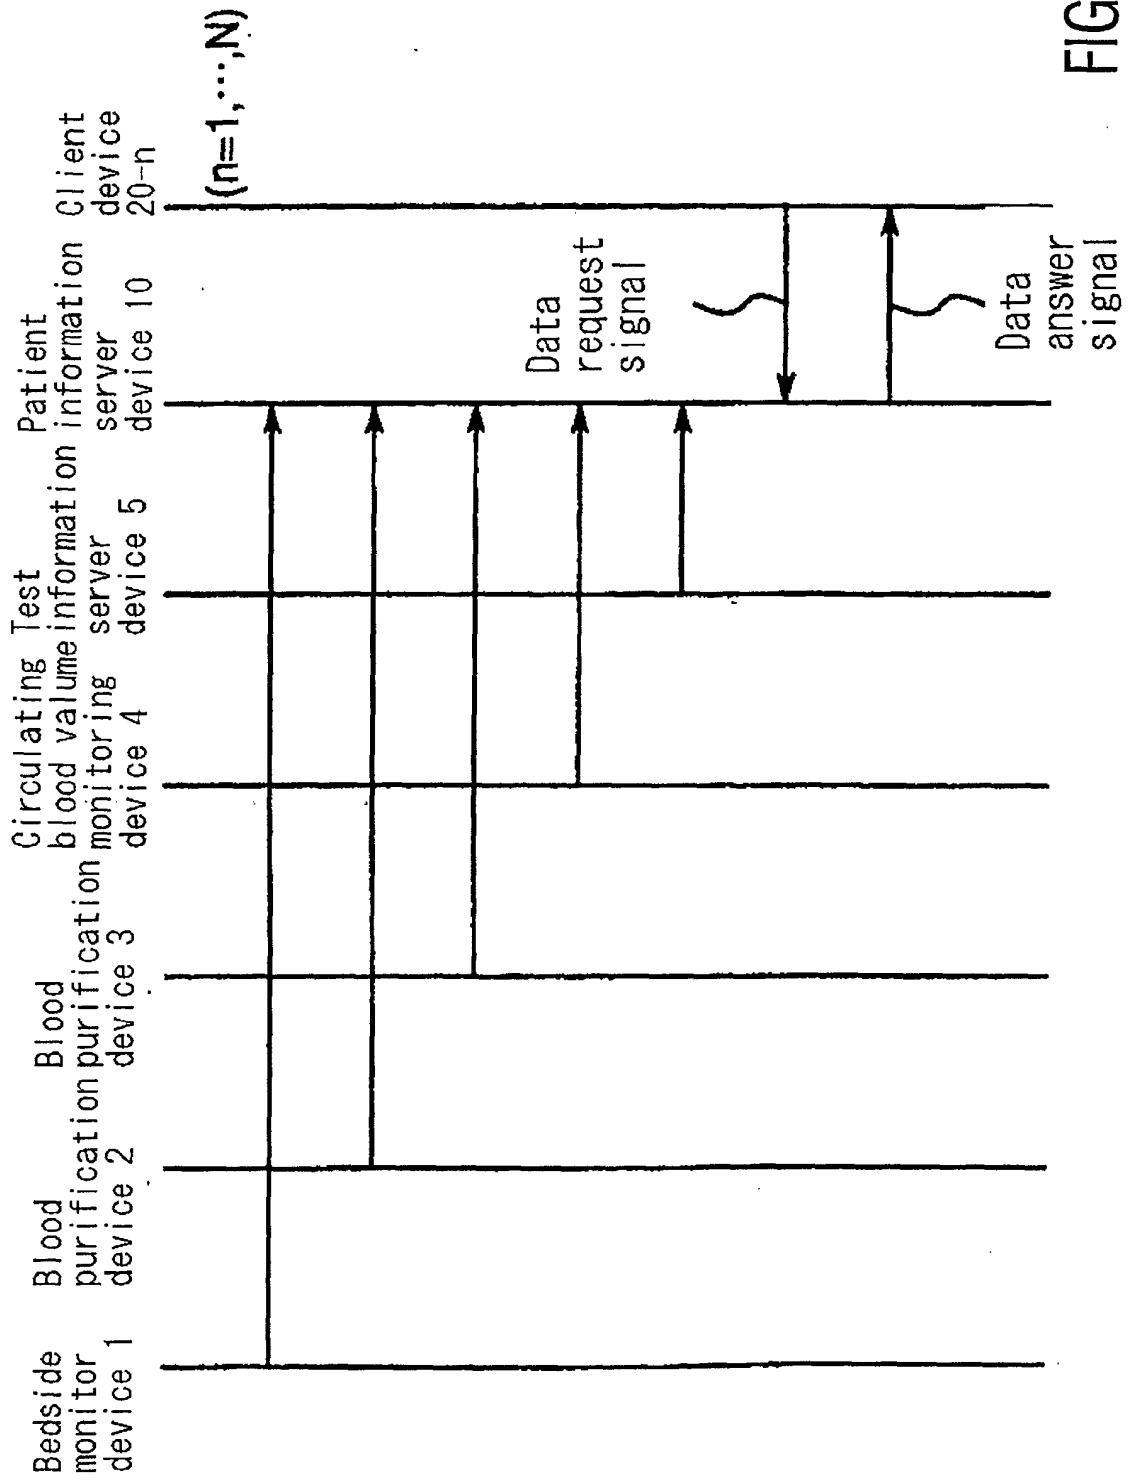 Bedside
monitor
device 1
Blood
purification
device 2
Blood
purification
device 3
Circulating
blood value
monitoring
device 4
Test
information
server
device 5
Patient
information
server
device 10
Client
device
20-n
(n=1,⋯,N)
Data
request
signal
Data
answer
signal
FIG